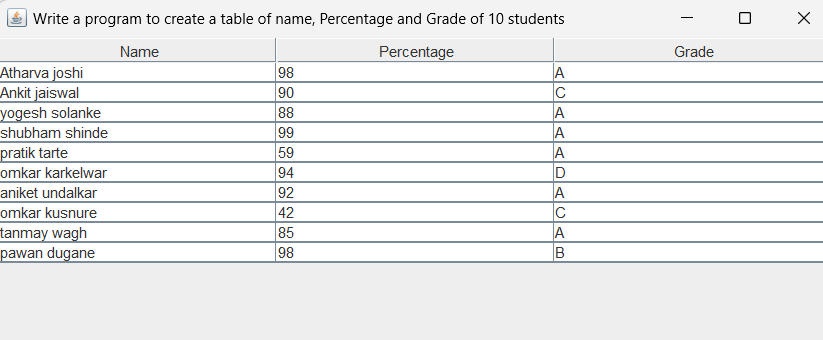 Write a program to create a table of name, Percentage and Grade of 10 students
Name Percentage Grade
Atharva joshi 98 A
Ankit jaiswal 90 C
yogesh solanke 88 A
shubham shinde 99 A
pratik tarte 59 A
omkar karkelwar 94 D
aniket undalkar 92 A
omkar kusnure 42 C
tanmay wagh 85 A
pawan dugane 98 B